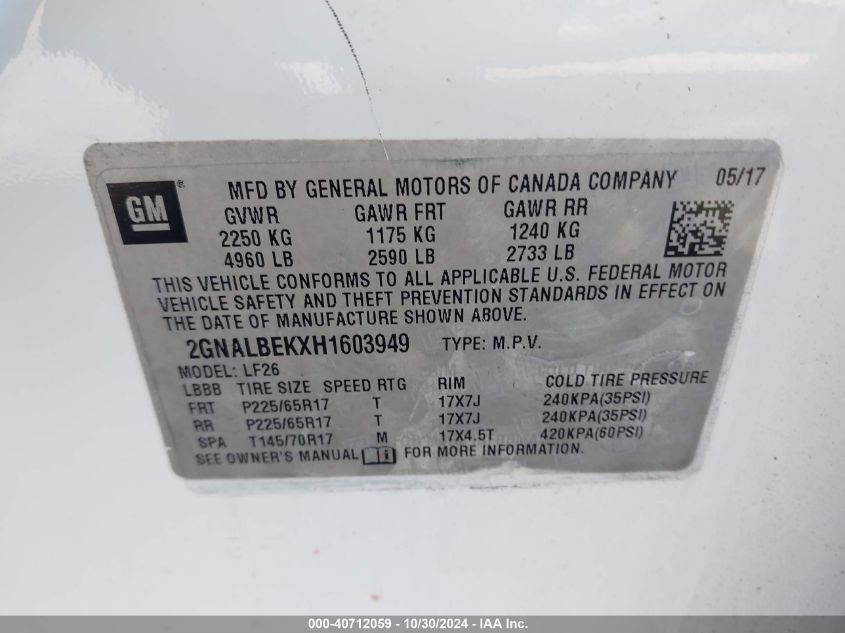 GM®
MFD BY GENERAL MOTORS OF CANADA COMPANY 05/17
GVWR GAWR FRT GAWR RR
2250 KG 1175 KG 1240 KG
4960 LB 2590 LB 2733 LB
THIS VEHICLE CONFORMS TO ALL APPLICABLE U.S. FEDERAL MOTOR
VEHICLE SAFETY AND THEFT PREVENTION STANDARDS IN EFFECT ON
THE DATE OF MANUFACTURE SHOWN ABOVE.
2GNALBEKXH1603949 TYPE: M.P.V.
MODEL: LF26
LBBB TIRE SIZE SPEED RTG RIM COLD TIRE PRESSURE
FRT P225/65R17 T 17X7J 240KPA(35PSI)
RR P225/65R17 T 17X7J 240KPA(35PSI)
SPA T145/70R17 M 17X4.5T 420KPA(60PSI)
SEE OWNER'S MANUAL FOR MORE INFORMATION.
000-40712059 - 10/30/2024 - IAA Inc.